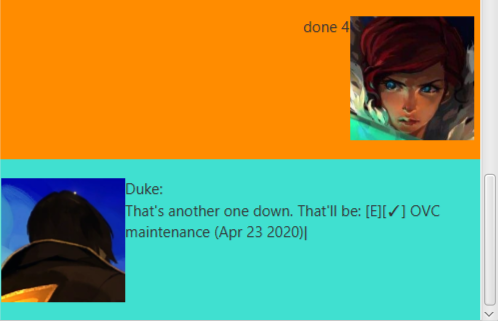 done 4
Duke:
That's another one down. That'll be: [E][✓] OVC
maintenance (Apr 23 2020)|